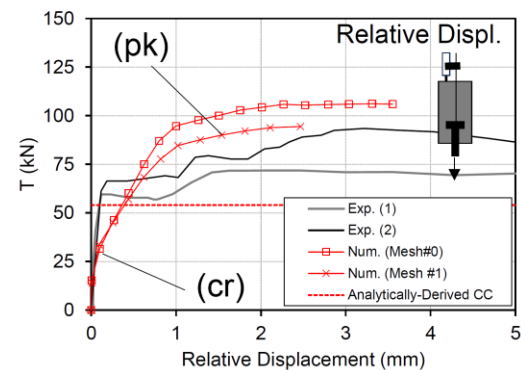 150
125
100
75
50
25
0
T (kN)
(pk)
(cr)
Relative Displ.
Exp. (1)
Exp. (2)
Num. (Mesh#0)
Num. (Mesh #1)
Analytically-Derived CC
0 1 2 3 4 5
Relative Displacement (mm)